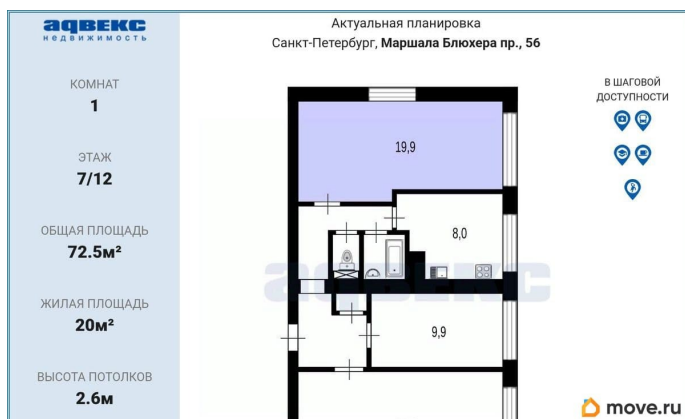 адвекс
НЕДВИЖИМОСТЬ
КОМНАТ
1
ЭТАЖ
7/12
ОБЩАЯ ПЛОЩАДЬ
72.5м²
ЖИЛАЯ ПЛОЩАДЬ
20м²
ВЫСОТА ПОТОЛКОВ
2.6м
Актуальная планировка
Санкт-Петербург, Маршала Блюхера пр., 56
19,9
8,0
адвекс
9,9
В ШАГОВОЙ
ДОСТУПНОСТИ
move.ru